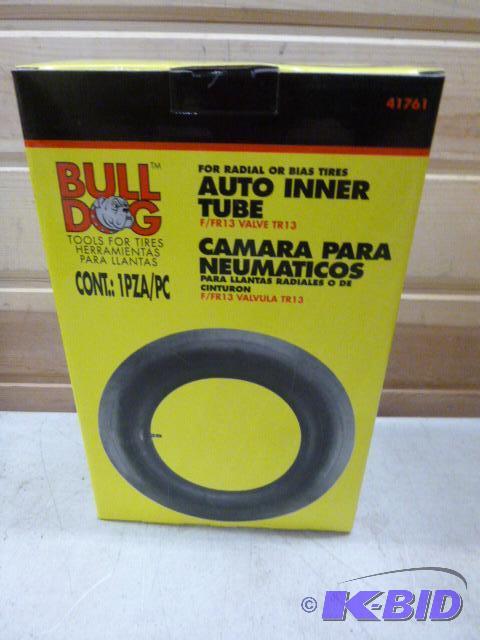 41761
BULL
DOG
TM
TOOLS FOR TIRES
HERRAMIENTAS
PARA LLANTAS
CONT.: 1PZA/PC
FOR RADIAL OR BIAS TIRES
AUTO INNER
TUBE
F/FR13 VALVE TR13
CAMARA PARA
NEUMATICOS
PARA LLANTAS RADIALES O DE
CINTURON
F/FR13 VALVULA TR13
© K-BID